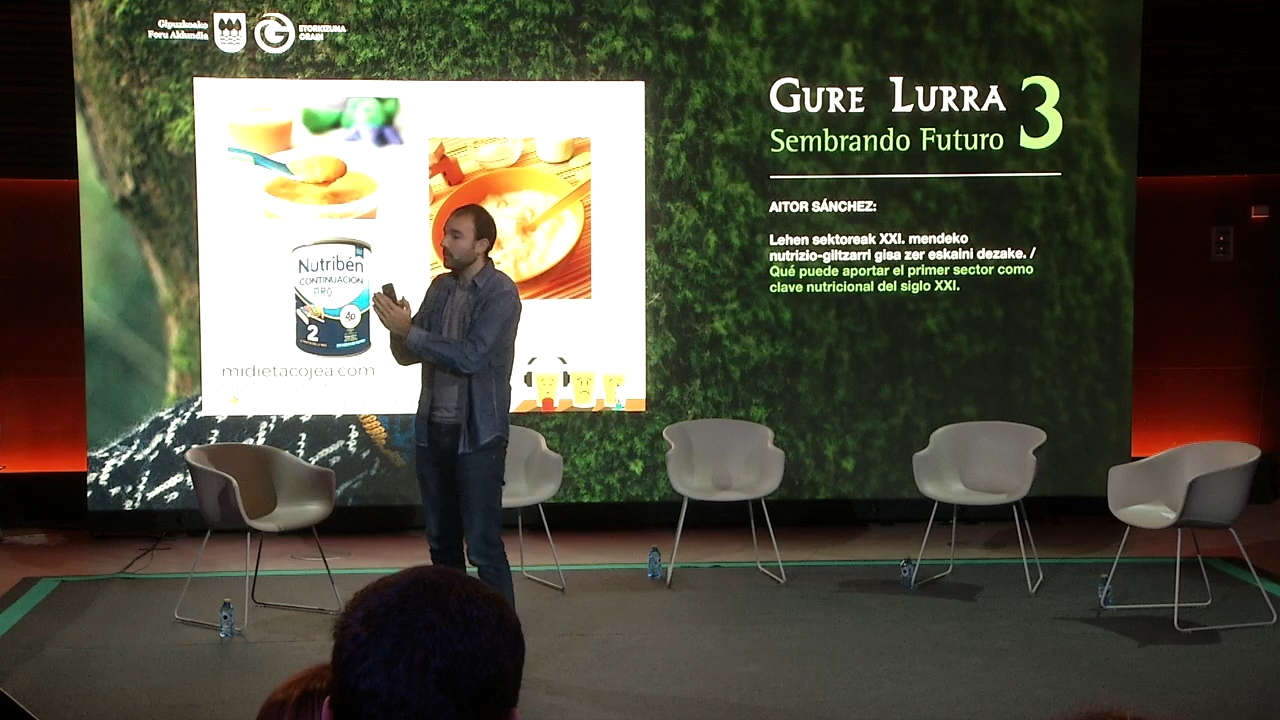 Gipuzkoako
Foru Aldundia
ETORKIZUNA
ORAIN
GURE LURRA 3
Sembrando Futuro
AITOR SÁNCHEZ:
Lehen sektoreak XXI. mendeko
nutrizio-giltzarri gisa zer eskaini dezake. /
Qué puede aportar el primer sector como
clave nutricional del siglo XXI.
Nutribén
CONTINUACIÓN
PRO
2
midietacojea.com